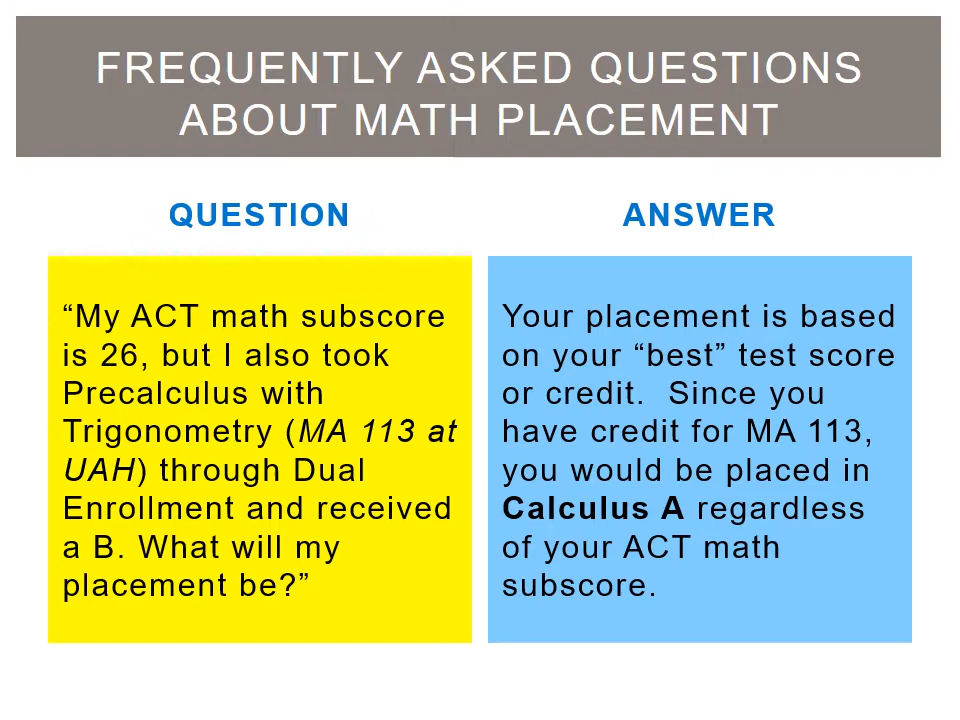 FREQUENTLY ASKED QUESTIONS
ABOUT MATH PLACEMENT
QUESTION
“My ACT math subscore
is 26, but I also took
Precalculus with
Trigonometry (MA 113 at
UAH) through Dual
Enrollment and received
a B. What will my
placement be?”
ANSWER
Your placement is based
on your “best” test score
or credit.  Since you
have credit for MA 113,
you would be placed in
Calculus A regardless
of your ACT math
subscore.